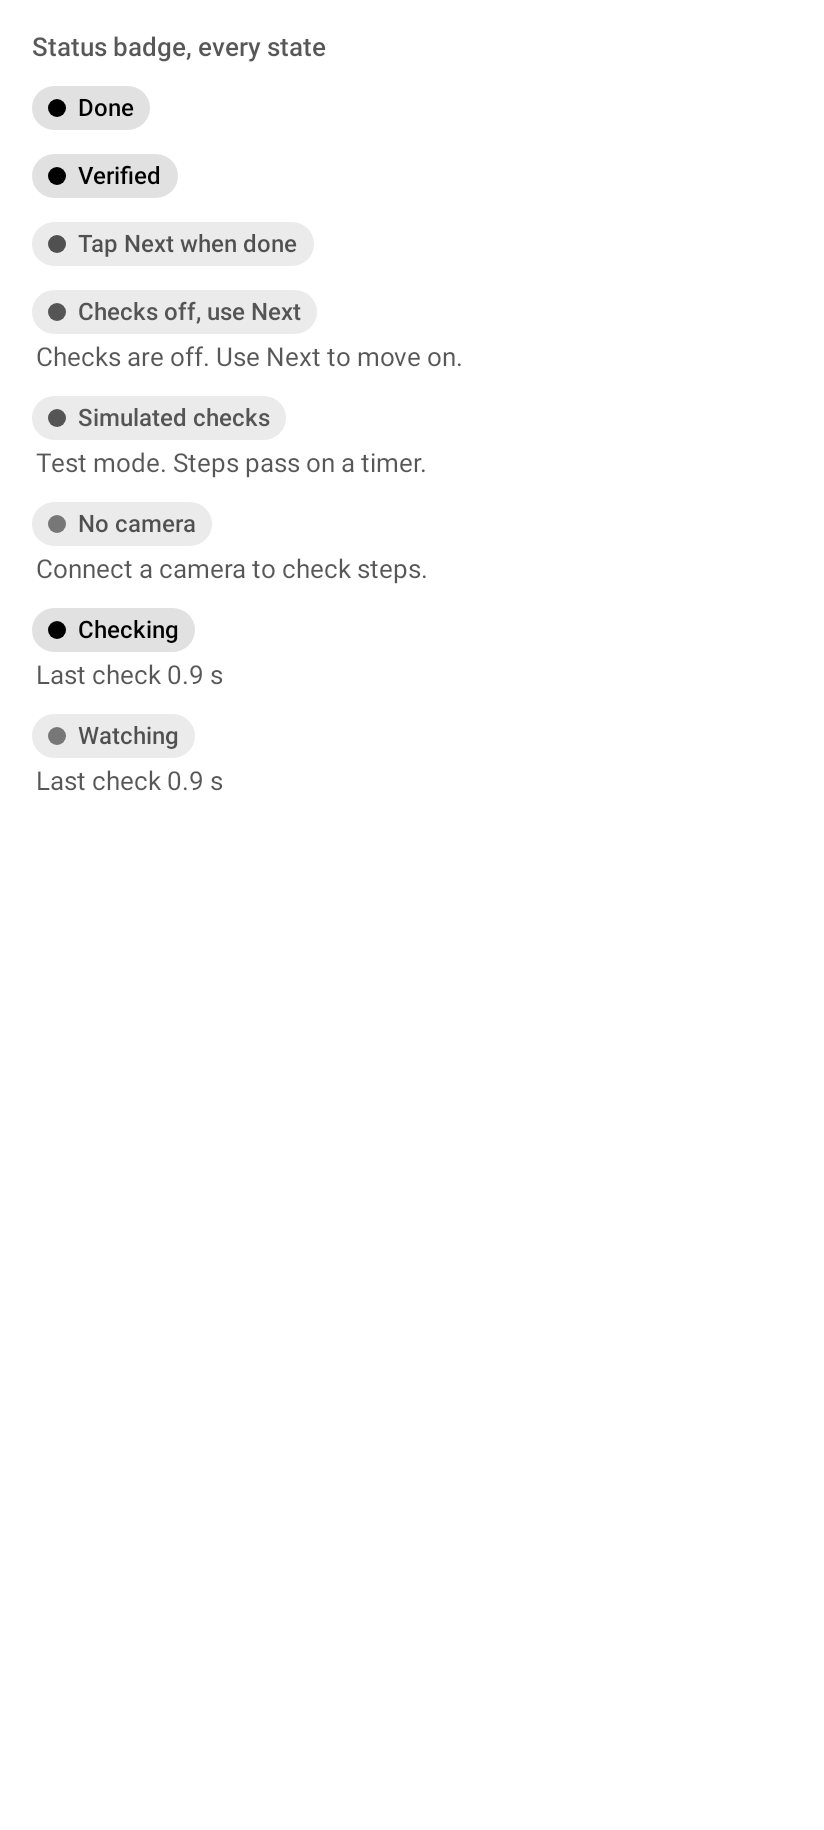 Status badge, every state
Done
Verified
Tap Next when done
Checks off, use Next
Checks are off. Use Next to move on.
Simulated checks
Test mode. Steps pass on a timer.
No camera
Connect a camera to check steps.
Checking
Last check 0.9 s
Watching
Last check 0.9 s